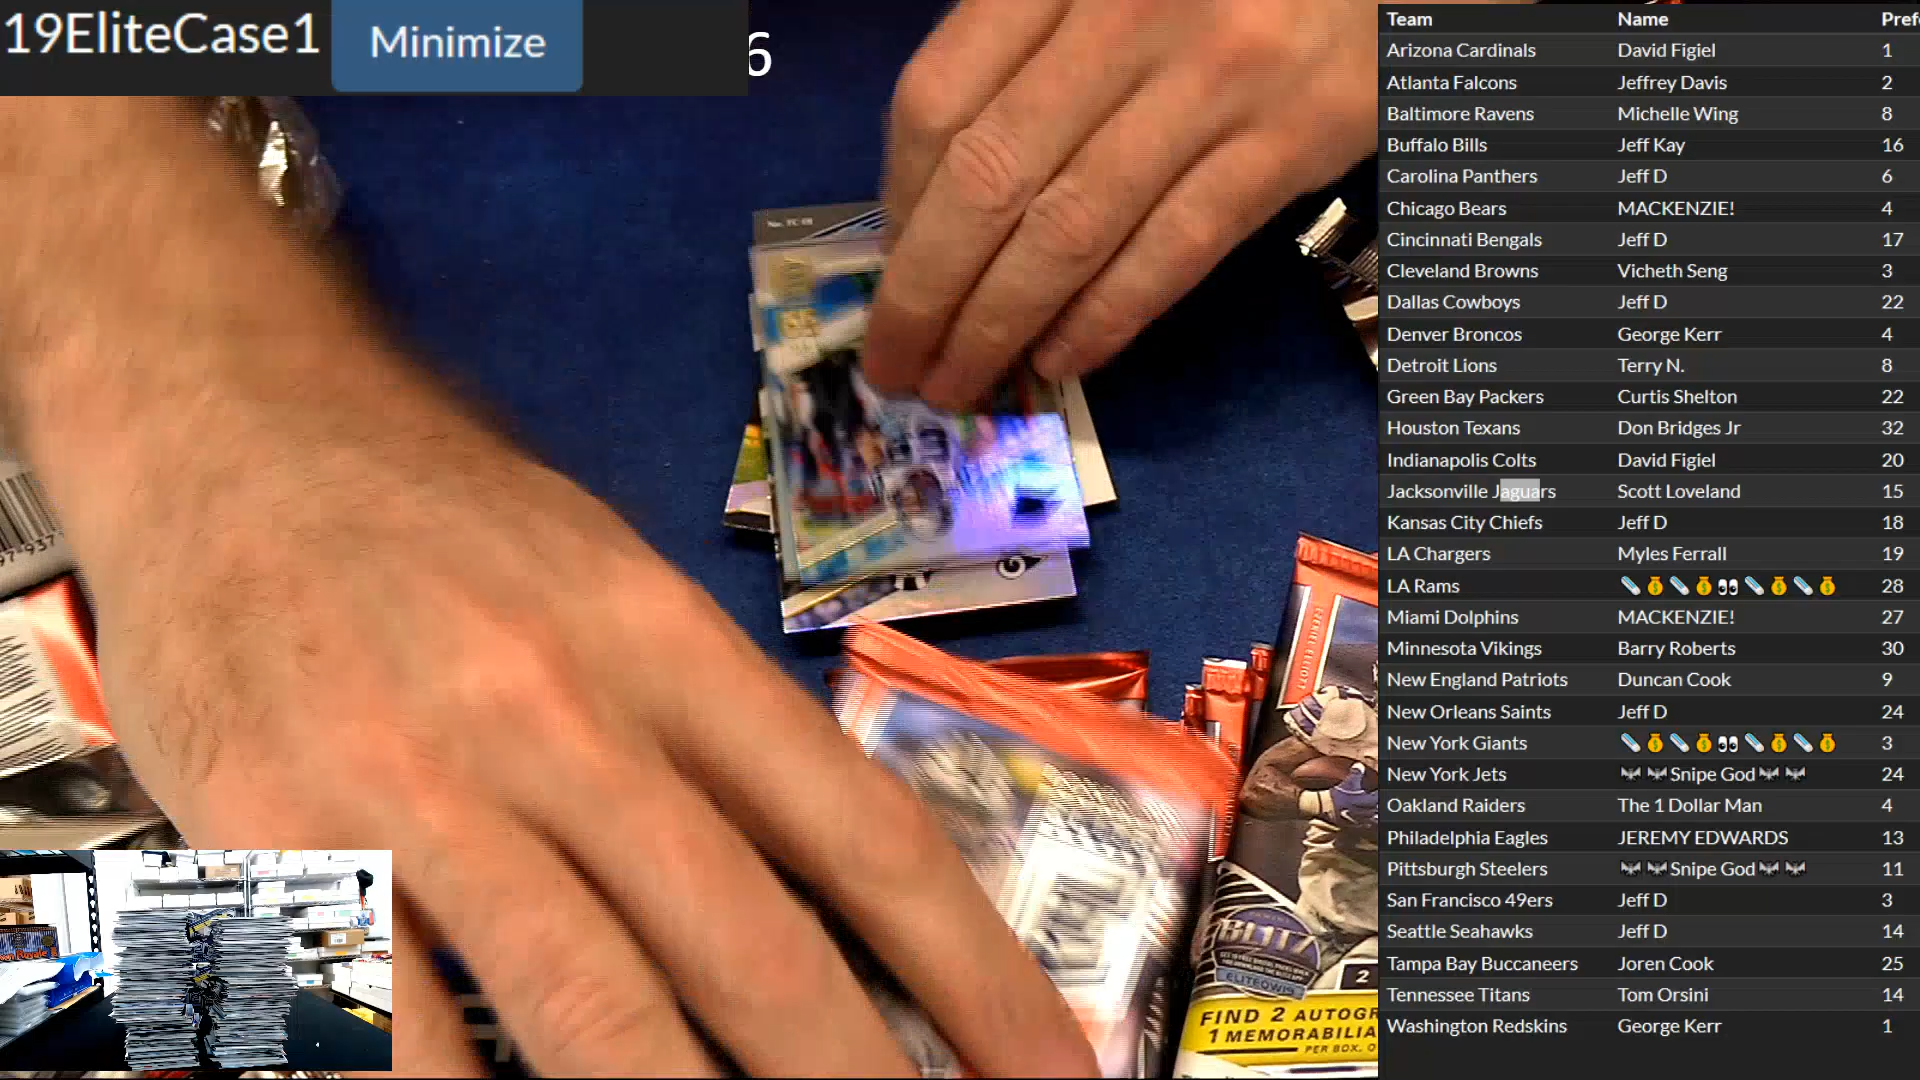 19EliteCase1
Minimize
6
Team Name Pref
Arizona Cardinals David Figiel 1
Atlanta Falcons Jeffrey Davis 2
Baltimore Ravens Michelle Wing 8
Buffalo Bills Jeff Kay 16
Carolina Panthers Jeff D 6
Chicago Bears MACKENZIE! 4
Cincinnati Bengals Jeff D 17
Cleveland Browns Vicheth Seng 3
Dallas Cowboys Jeff D 22
Denver Broncos George Kerr 4
Detroit Lions Terry N. 8
Green Bay Packers Curtis Shelton 22
Houston Texans Don Bridges Jr 32
Indianapolis Colts David Figiel 20
Jacksonville Jaguars Scott Loveland 15
Kansas City Chiefs Jeff D 18
LA Chargers Myles Ferrall 19
LA Rams 28
Miami Dolphins MACKENZIE! 27
Minnesota Vikings Barry Roberts 30
New England Patriots Duncan Cook 9
New Orleans Saints Jeff D 24
New York Giants 3
New York Jets Snipe God 24
Oakland Raiders The 1 Dollar Man 4
Philadelphia Eagles JEREMY EDWARDS 13
Pittsburgh Steelers Snipe God 11
San Francisco 49ers Jeff D 3
Seattle Seahawks Jeff D 14
Tampa Bay Buccaneers Joren Cook 25
Tennessee Titans Tom Orsini 14
Washington Redskins George Kerr 1
EZEKIEL ELLIOTT
BLITZ
2
FIND 2 AUTOGR
1 MEMORABILIA
PER BOX, O